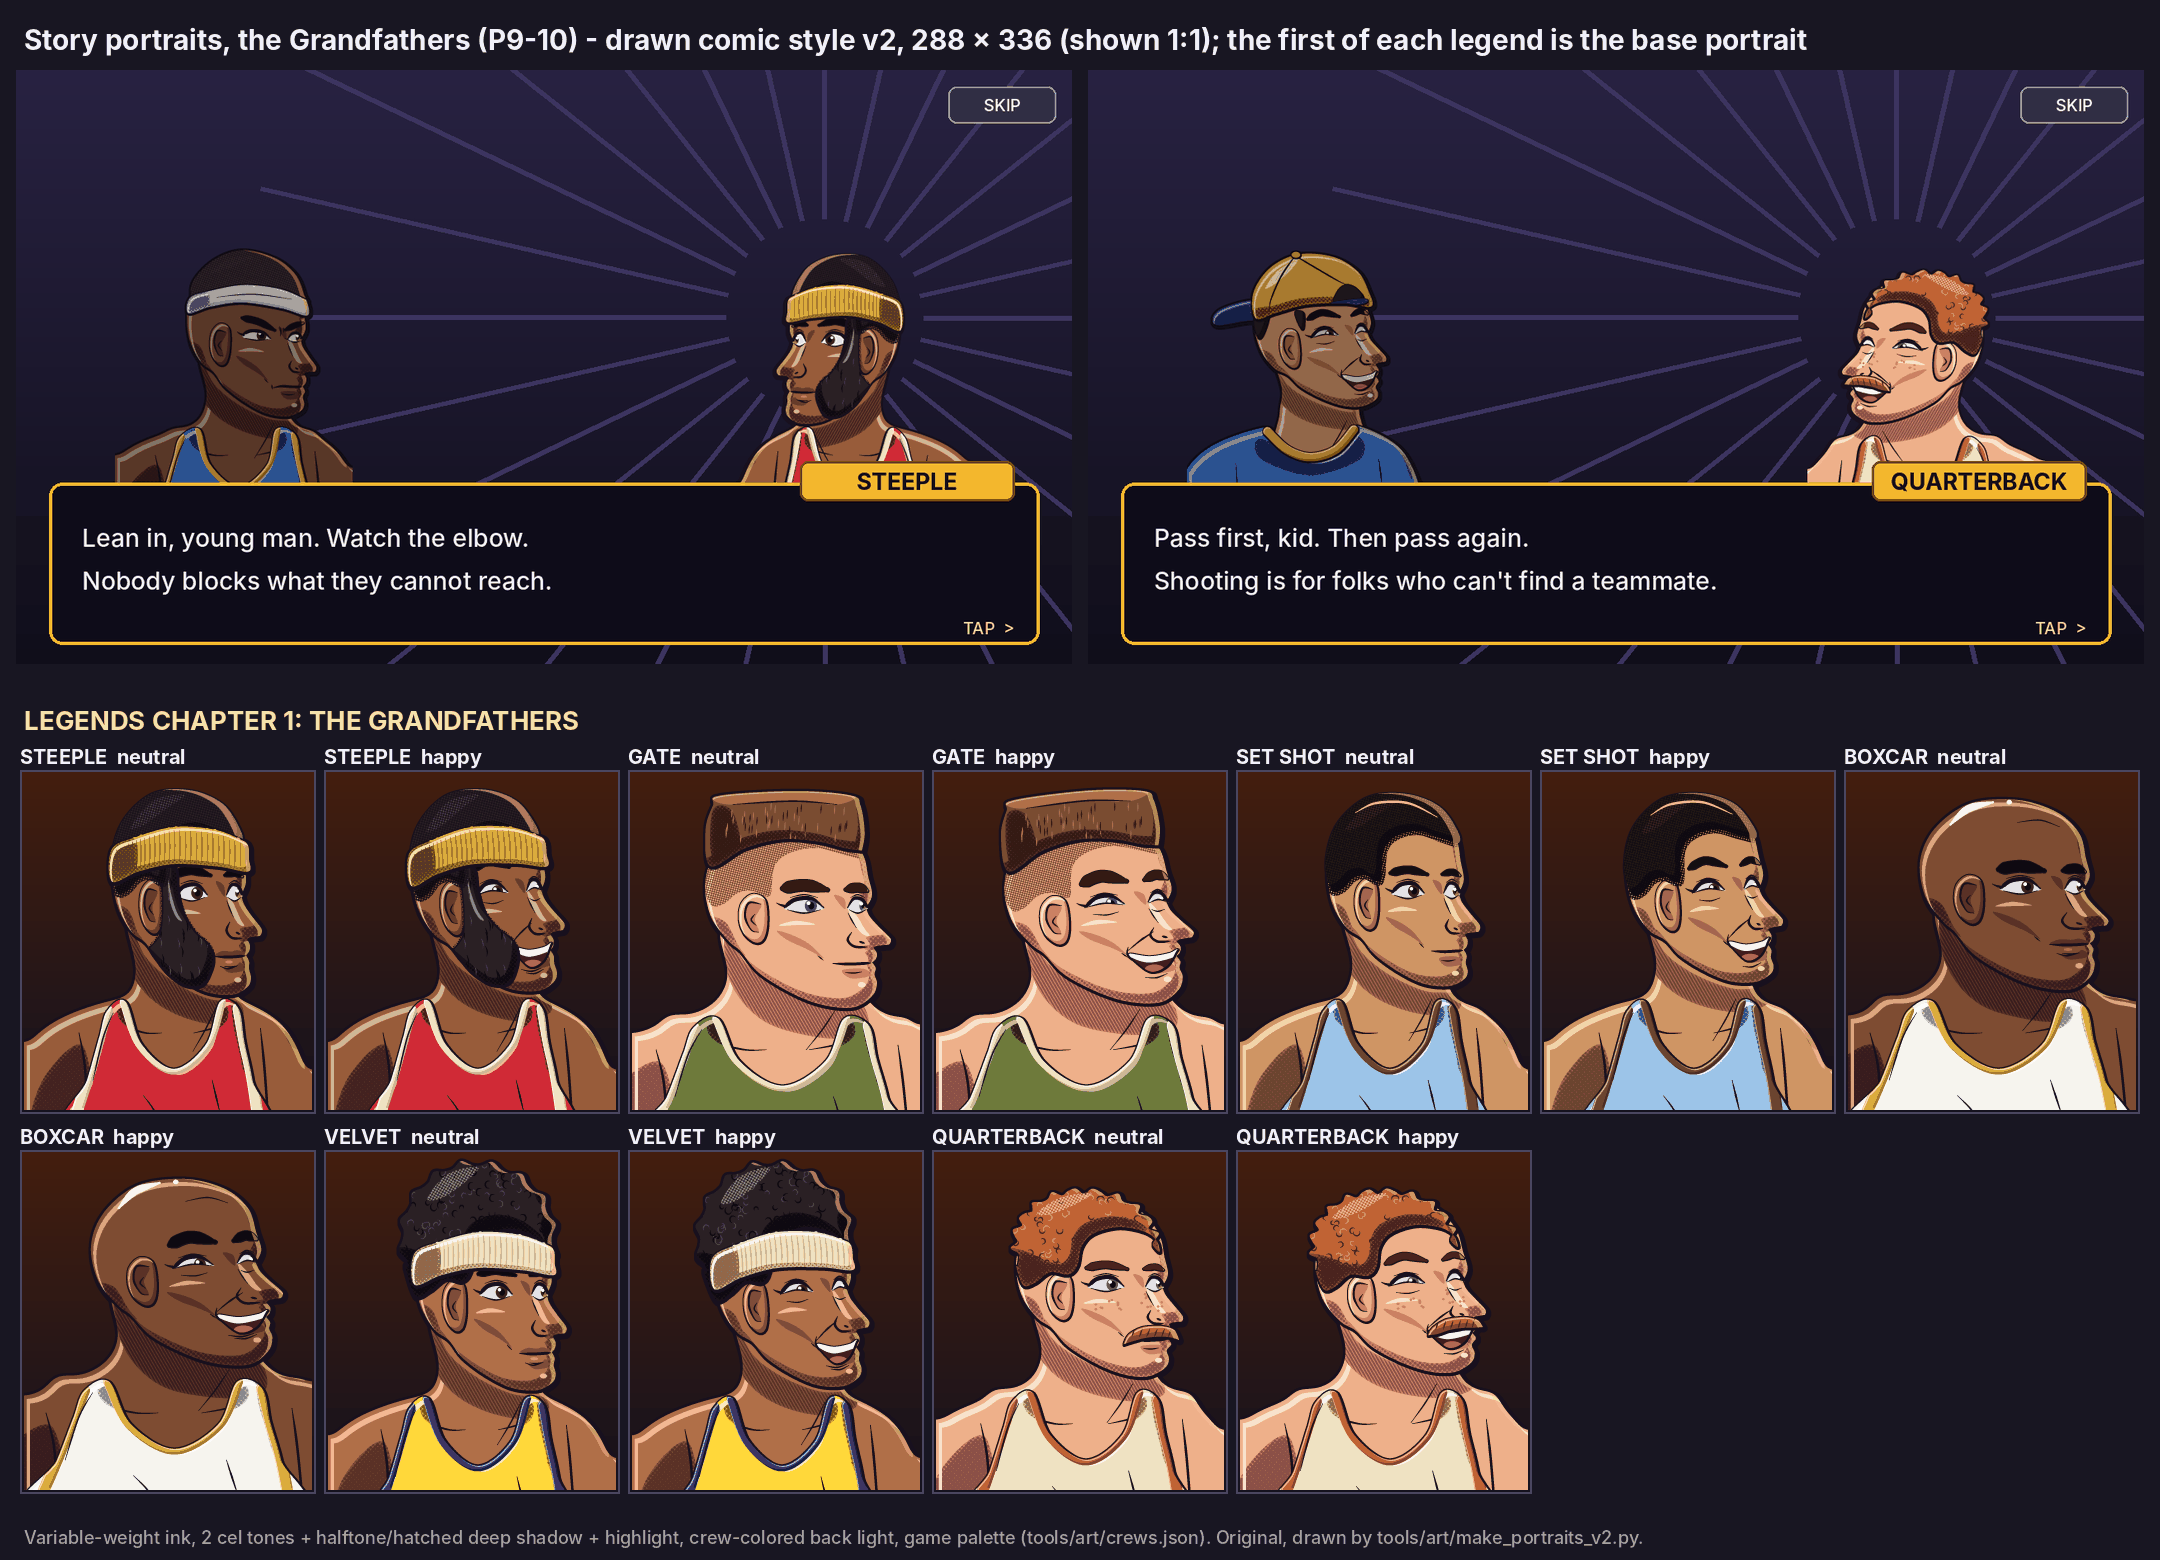 Story portraits, the Grandfathers (P9-10) - drawn comic style v2, 288 × 336 (shown 1:1); the first of each legend is the base portrait
SKIP
STEEPLE
Lean in, young man. Watch the elbow.
Nobody blocks what they cannot reach.
TAP >
SKIP
QUARTERBACK
Pass first, kid. Then pass again.
Shooting is for folks who can't find a teammate.
TAP >
LEGENDS CHAPTER 1: THE GRANDFATHERS
STEEPLE neutral
STEEPLE happy
GATE neutral
GATE happy
SET SHOT neutral
SET SHOT happy
BOXCAR neutral
BOXCAR happy
VELVET neutral
VELVET happy
QUARTERBACK neutral
QUARTERBACK happy
Variable-weight ink, 2 cel tones + halftone/hatched deep shadow + highlight, crew-colored back light, game palette (tools/art/crews.json). Original, drawn by tools/art/make_portraits_v2.py.